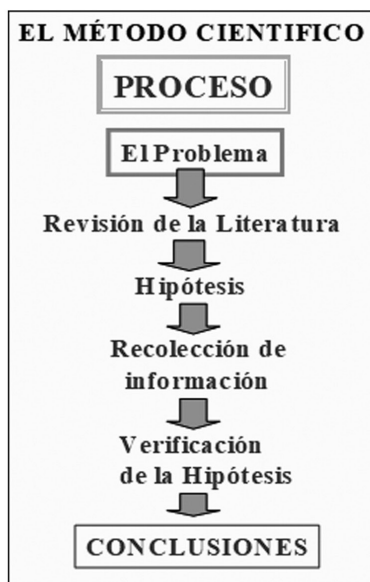 EL MÉTODO CIENTIFICO
PROCESO
El Problema
Revisión de la Literatura
Hipótesis
Recolección de
información
Verificación
de la Hipótesis
CONCLUSIONES